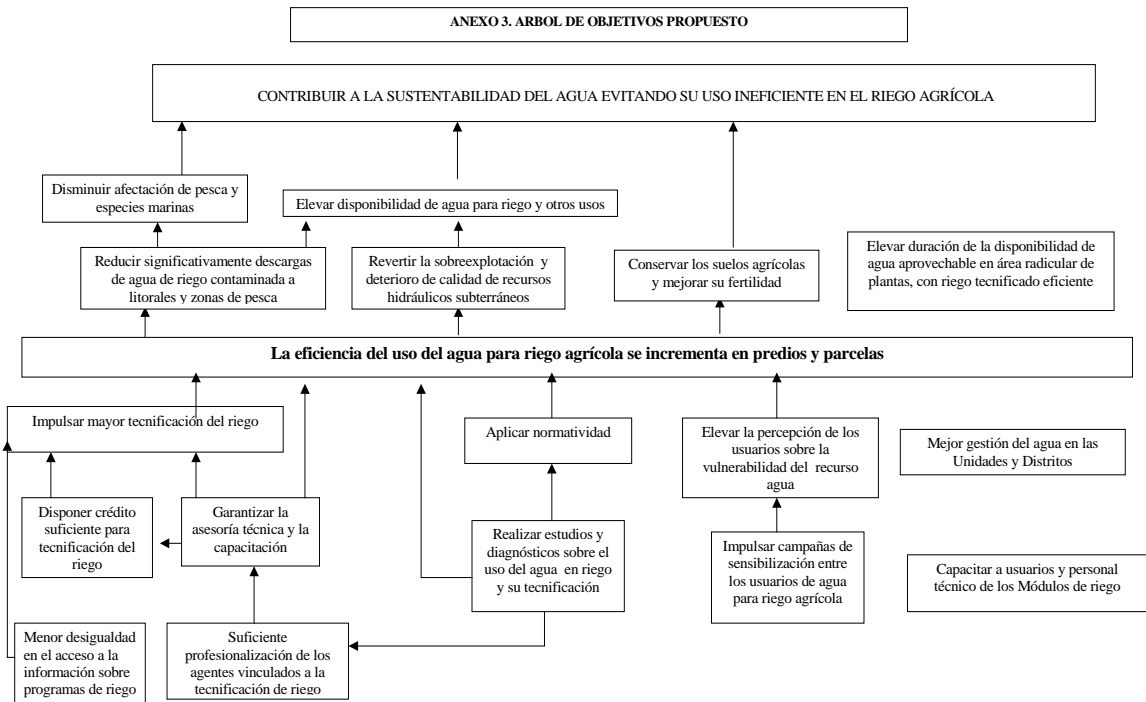 ANEXO 3. ARBOL DE OBJETIVOS PROPUESTO
CONTRIBUIR A LA SUSTENTABILIDAD DEL AGUA EVITANDO SU USO INEFICIENTE EN EL RIEGO AGRÍCOLA
Disminuir afectación de pesca y
especies marinas
Elevar disponibilidad de agua para riego y otros usos
Reducir significativamente descargas
de agua de riego contaminada a
litorales y zonas de pesca
Revertir la sobreexplotación y
deterioro de calidad de recursos
hidráulicos subterráneos
Conservar los suelos agrícolas
y mejorar su fertilidad
Elevar duración de la disponibilidad de
agua aprovechable en área radicular de
plantas, con riego tecnificado eficiente
La eficiencia del uso del agua para riego agrícola se incrementa en predios y parcelas
Impulsar mayor tecnificación del riego
Aplicar normatividad
Elevar la percepción de los
usuarios sobre la
vulnerabilidad del recurso
agua
Mejor gestión del agua en las
Unidades y Distritos
Disponer crédito
suficiente para
tecnificación del
riego
Garantizar la
asesoría técnica y la
capacitación
Realizar estudios y
diagnósticos sobre el
uso del agua en riego
y su tecnificación
Impulsar campañas de
sensibilización entre
los usuarios de agua
para riego agrícola
Capacitar a usuarios y personal
técnico de los Módulos de riego
Menor desigualdad
en el acceso a la
información sobre
programas de riego
Suficiente
profesionalización de los
agentes vinculados a la
tecnificación de riego